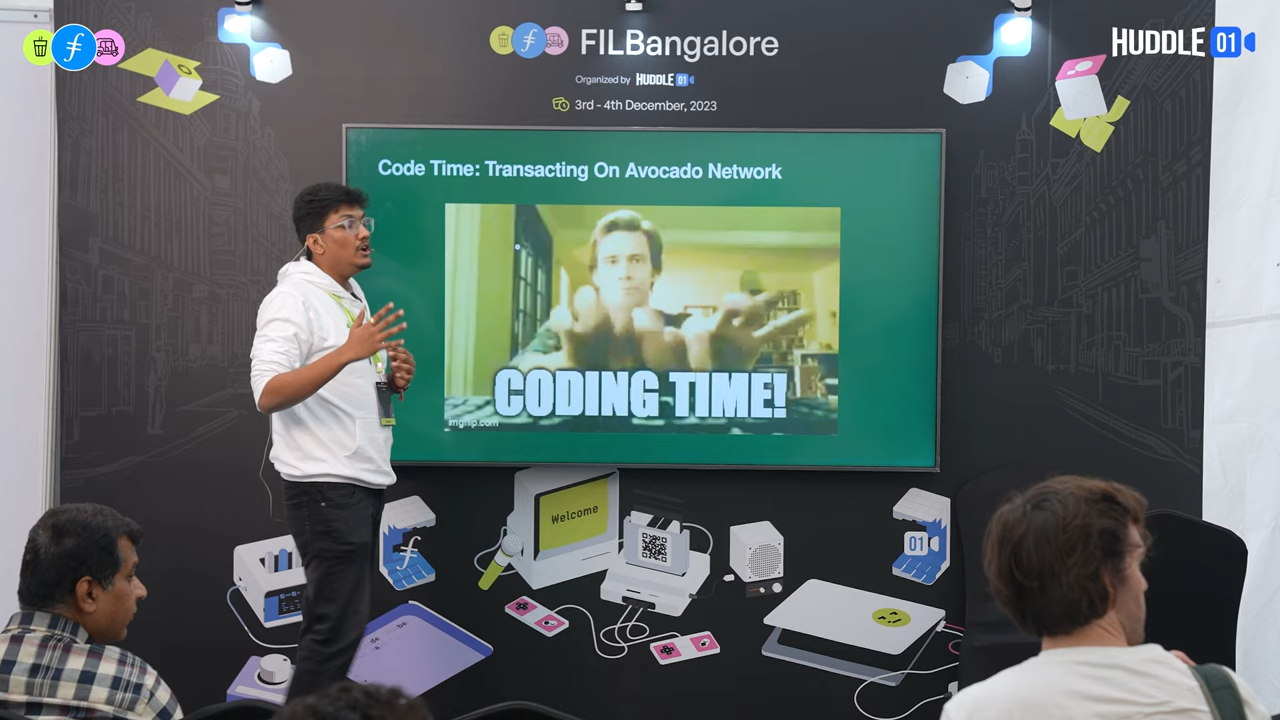 FILBangalore
Organized by HUDDLE 01
3rd - 4th December, 2023
HUDDLE 01
Code Time: Transacting On Avocado Network
CODING TIME!
imgflip.com
Welcome
01